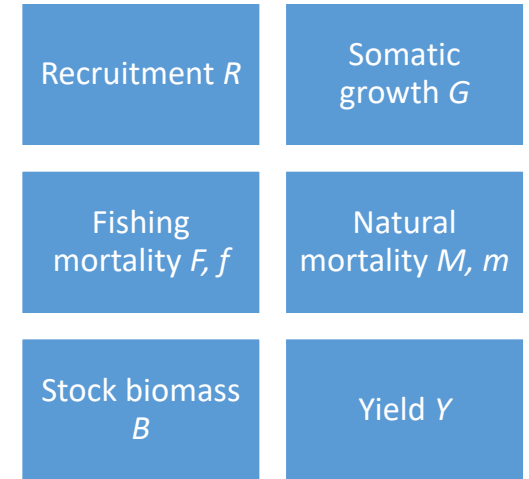 Recruitment R
Somatic
growth G
Fishing
mortality F, f
Natural
mortality M, m
Stock biomass
B
Yield Y